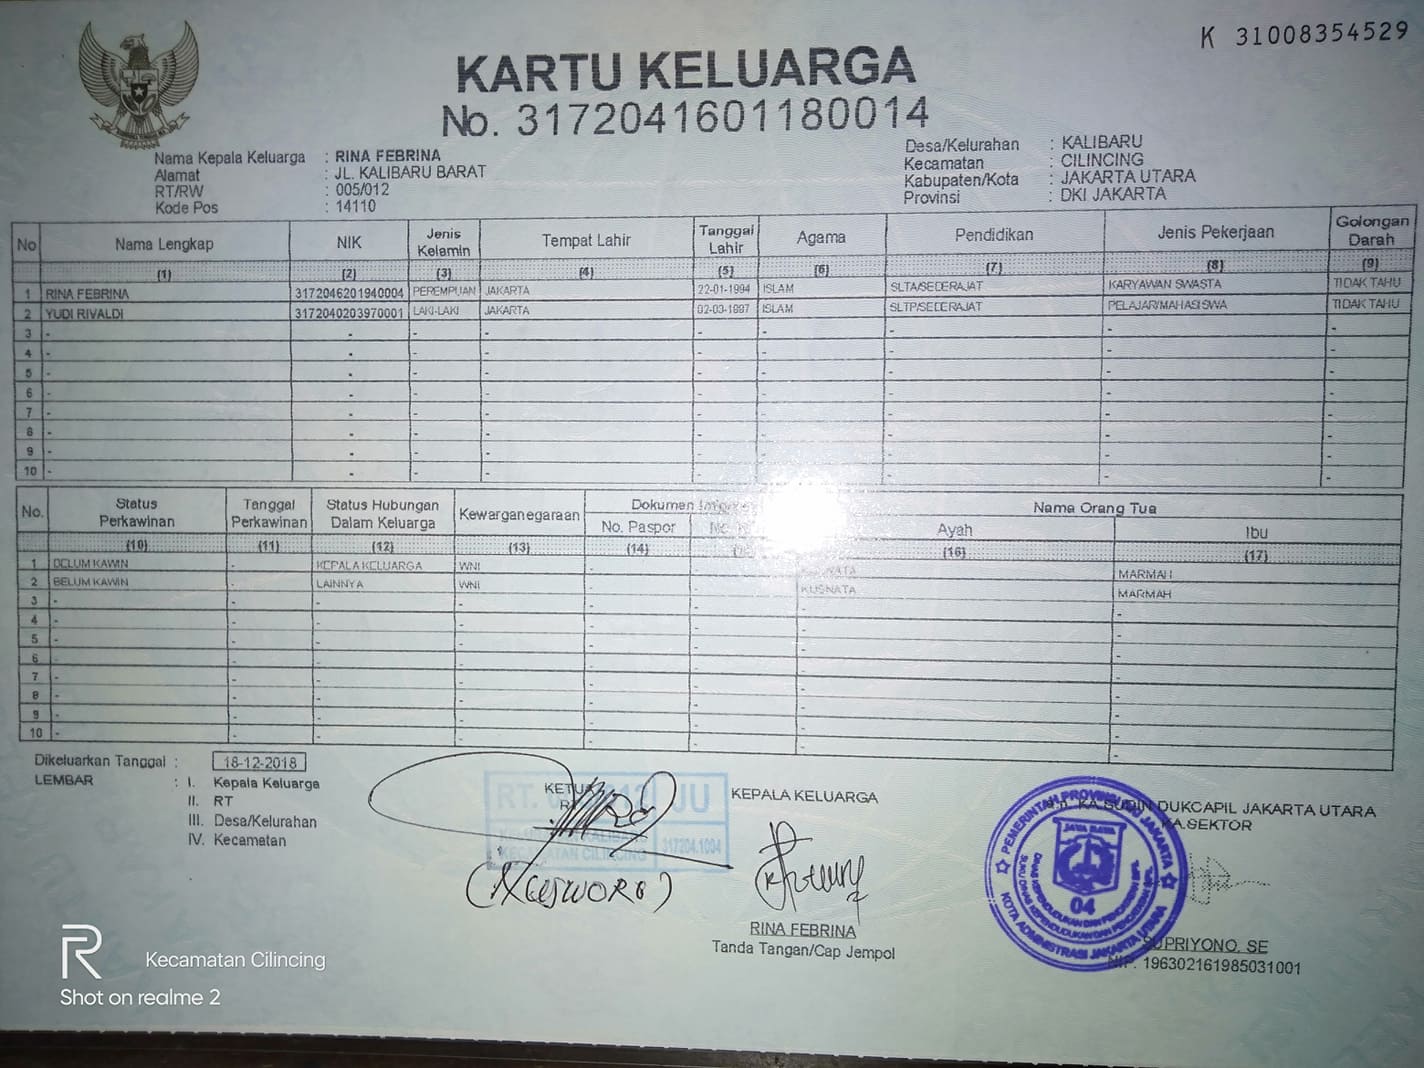 K 31008354529
KARTU KELUARGA
No. 3172041601180014
Nama Kepala Keluarga : RINA FEBRINA
Alamat : JL. KALIBARU BARAT
RT/RW : 005/012
Kode Pos : 14110
Desa/Kelurahan : KALIBARU
Kecamatan : CILINCING
Kabupaten/Kota : JAKARTA UTARA
Provinsi : DKI JAKARTA
No Nama Lengkap NIK Jenis Kelamin Tempat Lahir Tanggal Lahir Agama Pendidikan Jenis Pekerjaan Golongan Darah
(1) (2) (3) (4) (5) (6) (7) (8) (9)
1 RINA FEBRINA 3172046201940004 PEREMPUAN JAKARTA 22-01-1994 ISLAM SLTA/SEDERAJAT KARYAWAN SWASTA TIDAK TAHU
2 YUDI RIVALDI 3172040203970001 LAKI-LAKI JAKARTA 02-03-1997 ISLAM SLTP/SEDERAJAT PELAJAR/MAHASISWA TIDAK TAHU
3 - - - - - - - - -
4 - - - - - - - - -
5 - - - - - - - - -
6 - - - - - - - - -
7 - - - - - - - - -
8 - - - - - - - - -
9 - - - - - - - - -
10 - - - - - - - - -
No. Status Perkawinan Tanggal Perkawinan Status Hubungan Dalam Keluarga Kewarganegaraan Dokumen Nama Orang Tua
No. Paspor Ayah Ibu
(10) (11) (12) (13) (14) (16) (17)
1 BELUM KAWIN - KEPALA KELUARGA WNI - - MARMAH
2 BELUM KAWIN - LAINNYA WNI - - KUSNATA MARMAH
3 - - - - - - - -
4 - - - - - - - -
5 - - - - - - - -
6 - - - - - - - -
7 - - - - - - - -
8 - - - - - - - -
9 - - - - - - - -
10 - - - - - - - -
Dikeluarkan Tanggal : 18-12-2018
LEMBAR : I. Kepala Keluarga
II. RT
III. Desa/Kelurahan
IV. Kecamatan
KETUA
RT
RT. JU
KALIBARU
KECAMATAN CILINCING 317204.1004
KEPALA KELUARGA
RINA FEBRINA
Tanda Tangan/Cap Jempol
a.n. KA.SUDIN DUKCAPIL JAKARTA UTARA
KA.SEKTOR
PEMERINTAH PROVINSI DKI JAKARTA
JAYA RAYA
04
KOTA ADMINISTRASI JAKARTA UTARA
SUPRIYONO. SE
NIP. 196302161985031001
R
Kecamatan Cilincing
Shot on realme 2